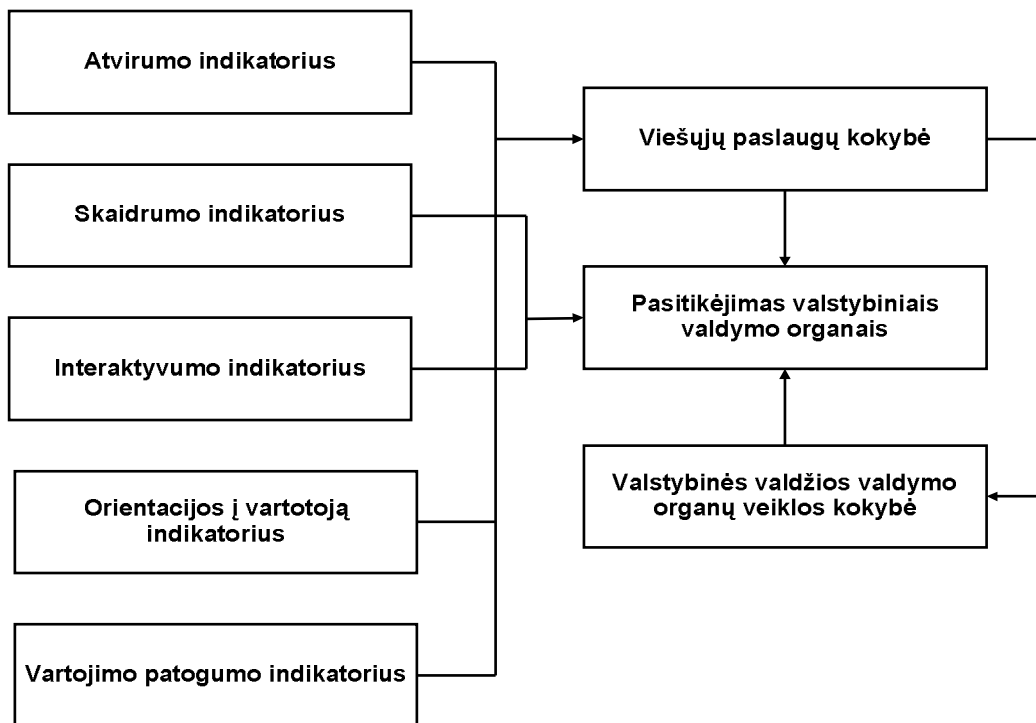 Atvirumo indikatorius
Skaidrumo indikatorius
Interaktyvumo indikatorius
Orientacijos į vartotoją
indikatorius
Vartojimo patogumo indikatorius
Viešųjų paslaugų kokybė
Pasitikėjimas valstybiniais
valdymo organais
Valstybinės valdžios valdymo
organų veiklos kokybė